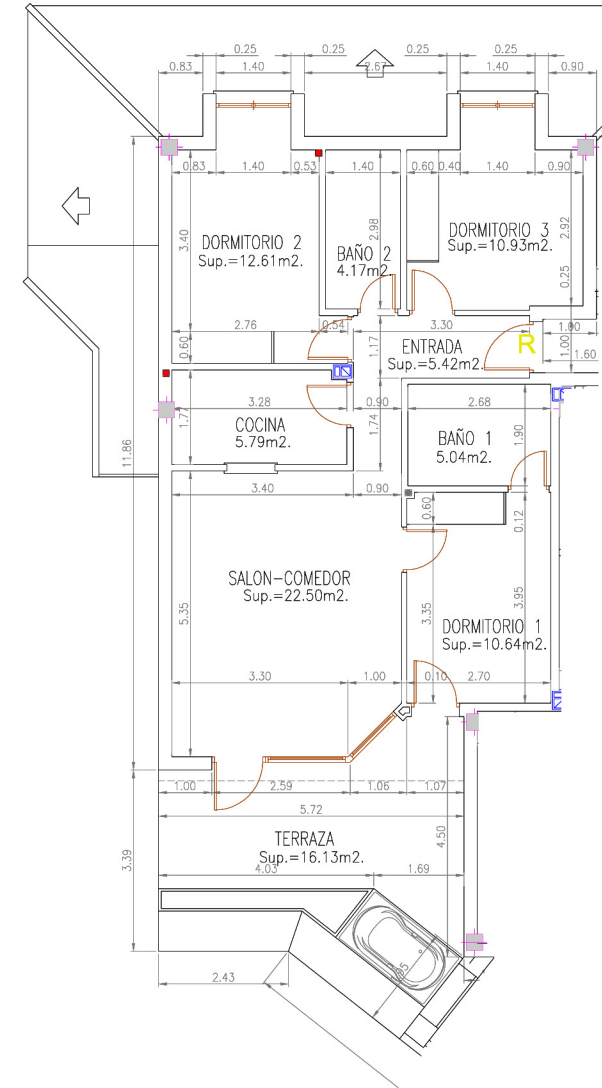 0.25 0.25 0.25 0.25
0.83 1.40 2.67 1.40 0.90
0.83 1.40 0.53 1.40 0.60 0.40 1.40 0.90
3.40
2.98
2.92
DORMITORIO 2
Sup.=12.61m2.
BAÑO 2
4.17m2.
DORMITORIO 3
Sup.=10.93m2.
0.25
2.76 0.54 3.30 1.00
0.60
1.17
ENTRADA
Sup.=5.42m2.
R
1.00
1.60
3.28 0.90 2.68
1.77
COCINA
5.79m2.
1.74
BAÑO 1
5.04m2.
1.90
11.86
3.40 0.90
0.60
0.12
SALON-COMEDOR
Sup.=22.50m2.
5.35
3.35
3.95
DORMITORIO 1
Sup.=10.64m2.
3.30 1.00 0.10 2.70
1.00 2.59 1.06 1.07
5.72
TERRAZA
Sup.=16.13m2.
4.50
3.39
4.03 1.69
2.43